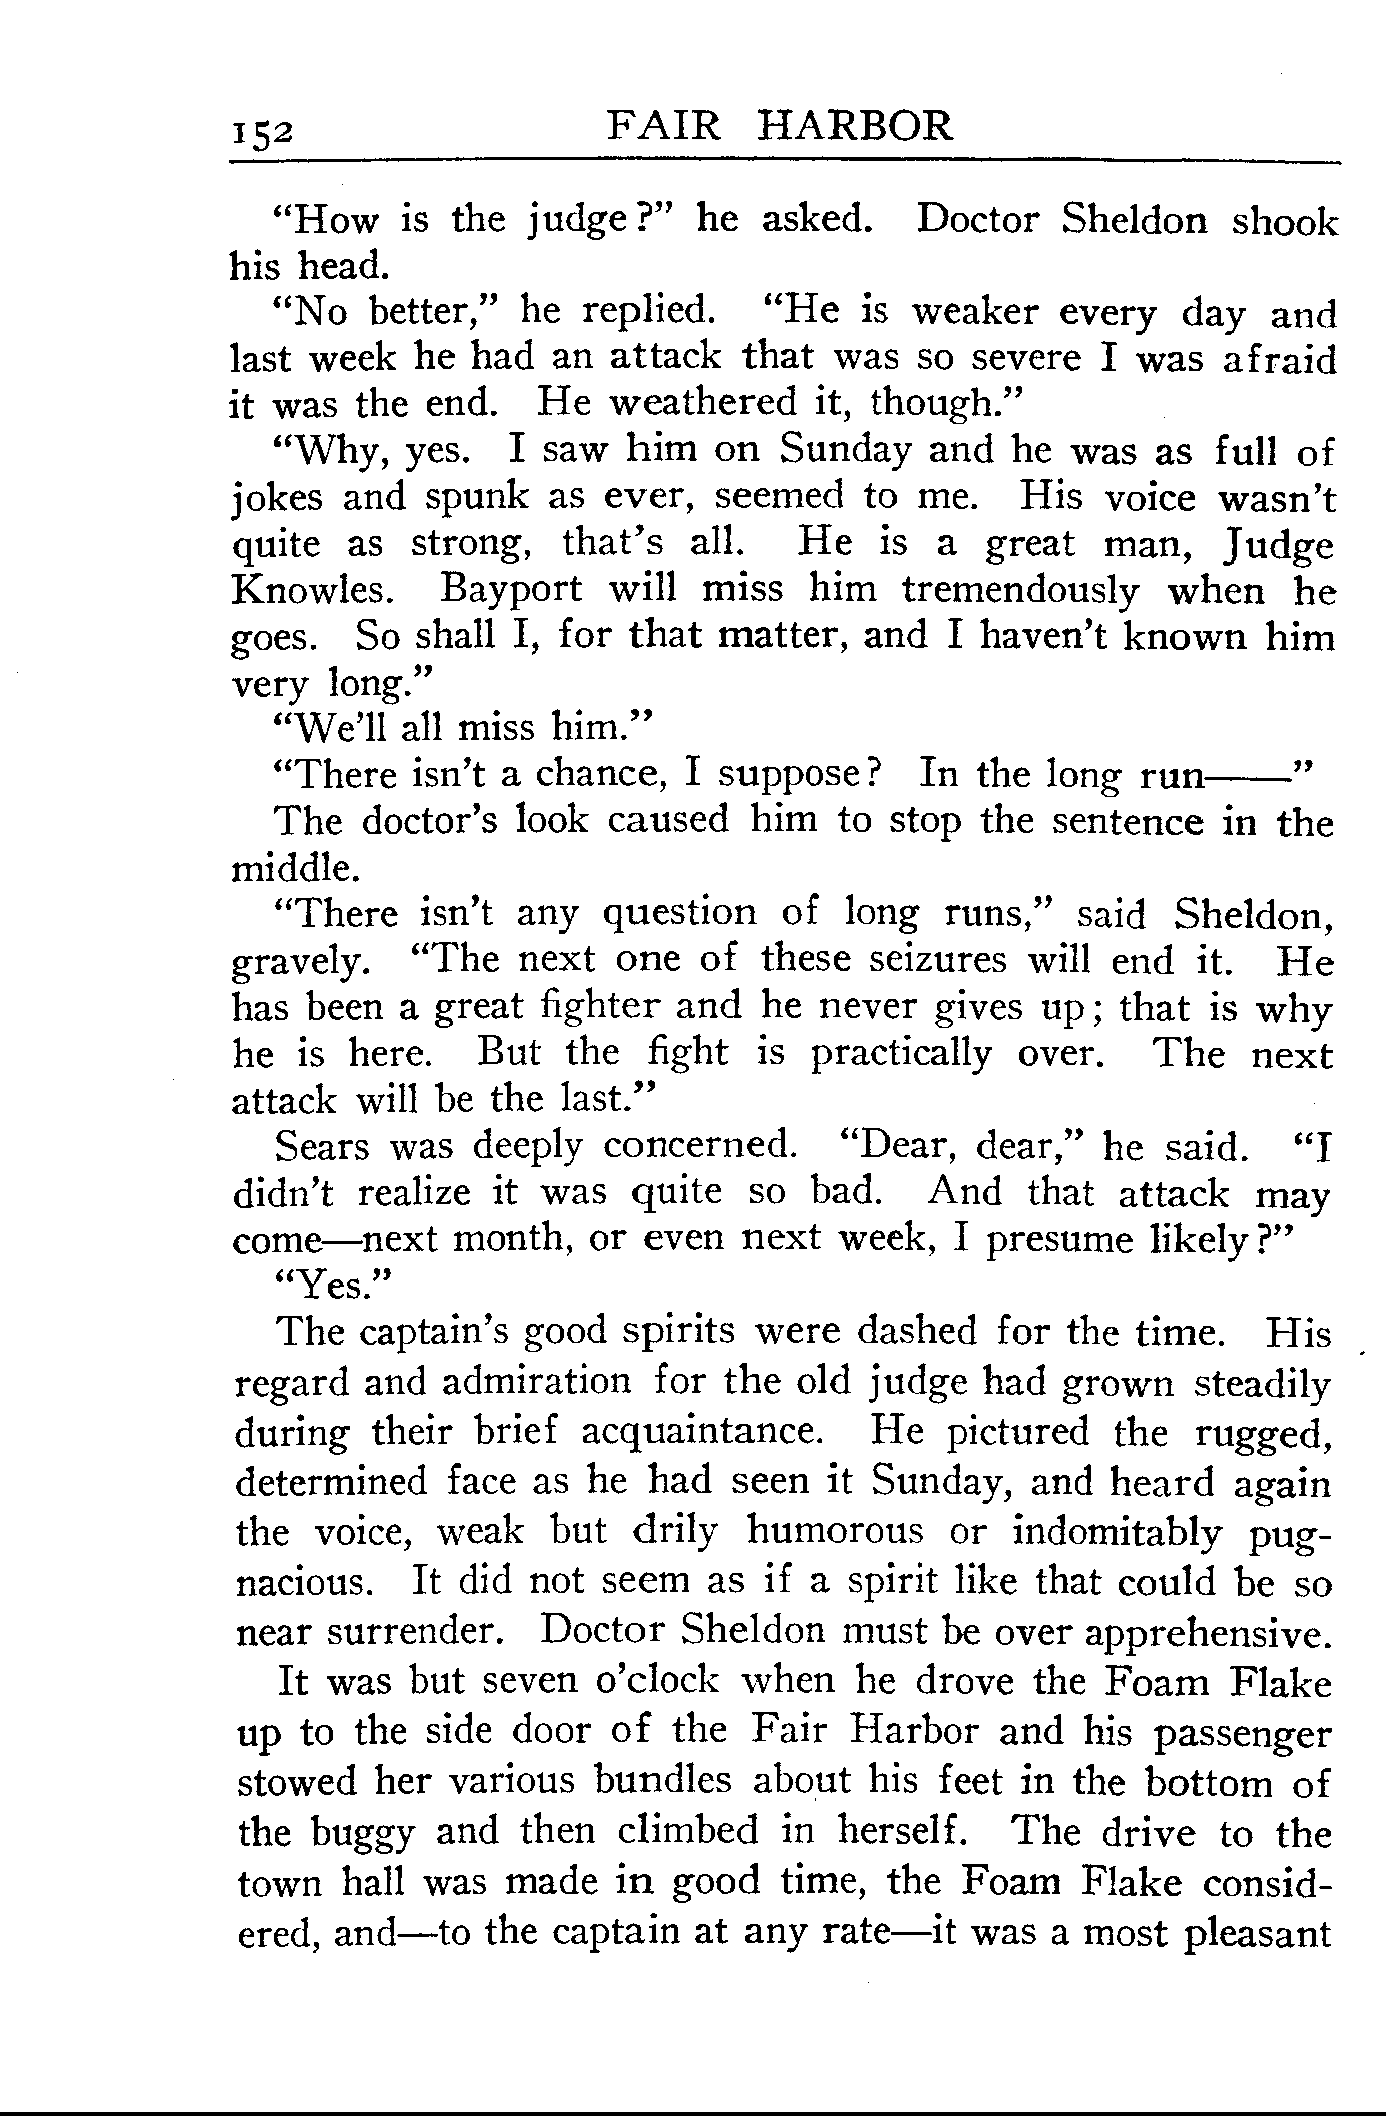 152 FAIR HARBOR
“How is the judge?” he asked. Doctor Sheldon shook
his head.
“No better,” he replied. “He is weaker every day and
last week he had an attack that was so severe I was afraid
it was the end. He weathered it, though.”
“Why, yes. I saw him on Sunday and he was as full of
jokes and spunk as ever, seemed to me. His voice wasn’t
quite as strong, that’s all. He is a great man, Judge
Knowles. Bayport will miss him tremendously when he
goes. So shall I, for that matter, and I haven’t known him
very long.”
“We’ll all miss him.”
“There isn’t a chance, I suppose? In the long run——”
The doctor’s look caused him to stop the sentence in the
middle.
“There isn’t any question of long runs,” said Sheldon,
gravely. “The next one of these seizures will end it. He
has been a great fighter and he never gives up; that is why
he is here. But the fight is practically over. The next
attack will be the last.”
Sears was deeply concerned. “Dear, dear,” he said. “I
didn’t realize it was quite so bad. And that attack may
come—next month, or even next week, I presume likely?”
“Yes.”
The captain’s good spirits were dashed for the time. His
regard and admiration for the old judge had grown steadily
during their brief acquaintance. He pictured the rugged,
determined face as he had seen it Sunday, and heard again
the voice, weak but drily humorous or indomitably pug-
nacious. It did not seem as if a spirit like that could be so
near surrender. Doctor Sheldon must be over apprehensive.
It was but seven o’clock when he drove the Foam Flake
up to the side door of the Fair Harbor and his passenger
stowed her various bundles about his feet in the bottom of
the buggy and then climbed in herself. The drive to the
town hall was made in good time, the Foam Flake consid-
ered, and—to the captain at any rate—it was a most pleasant